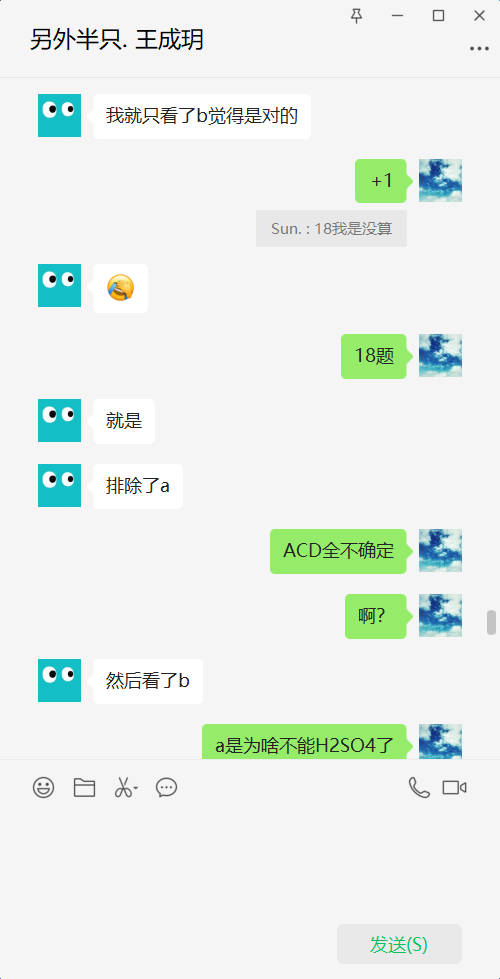 另外半只. 王成玥
我就只看了b觉得是对的
+1
Sun. : 18我是没算
18题
就是
排除了a
ACD全不确定
啊?
然后看了b
a是为啥不能H2SO4了
发送(S)